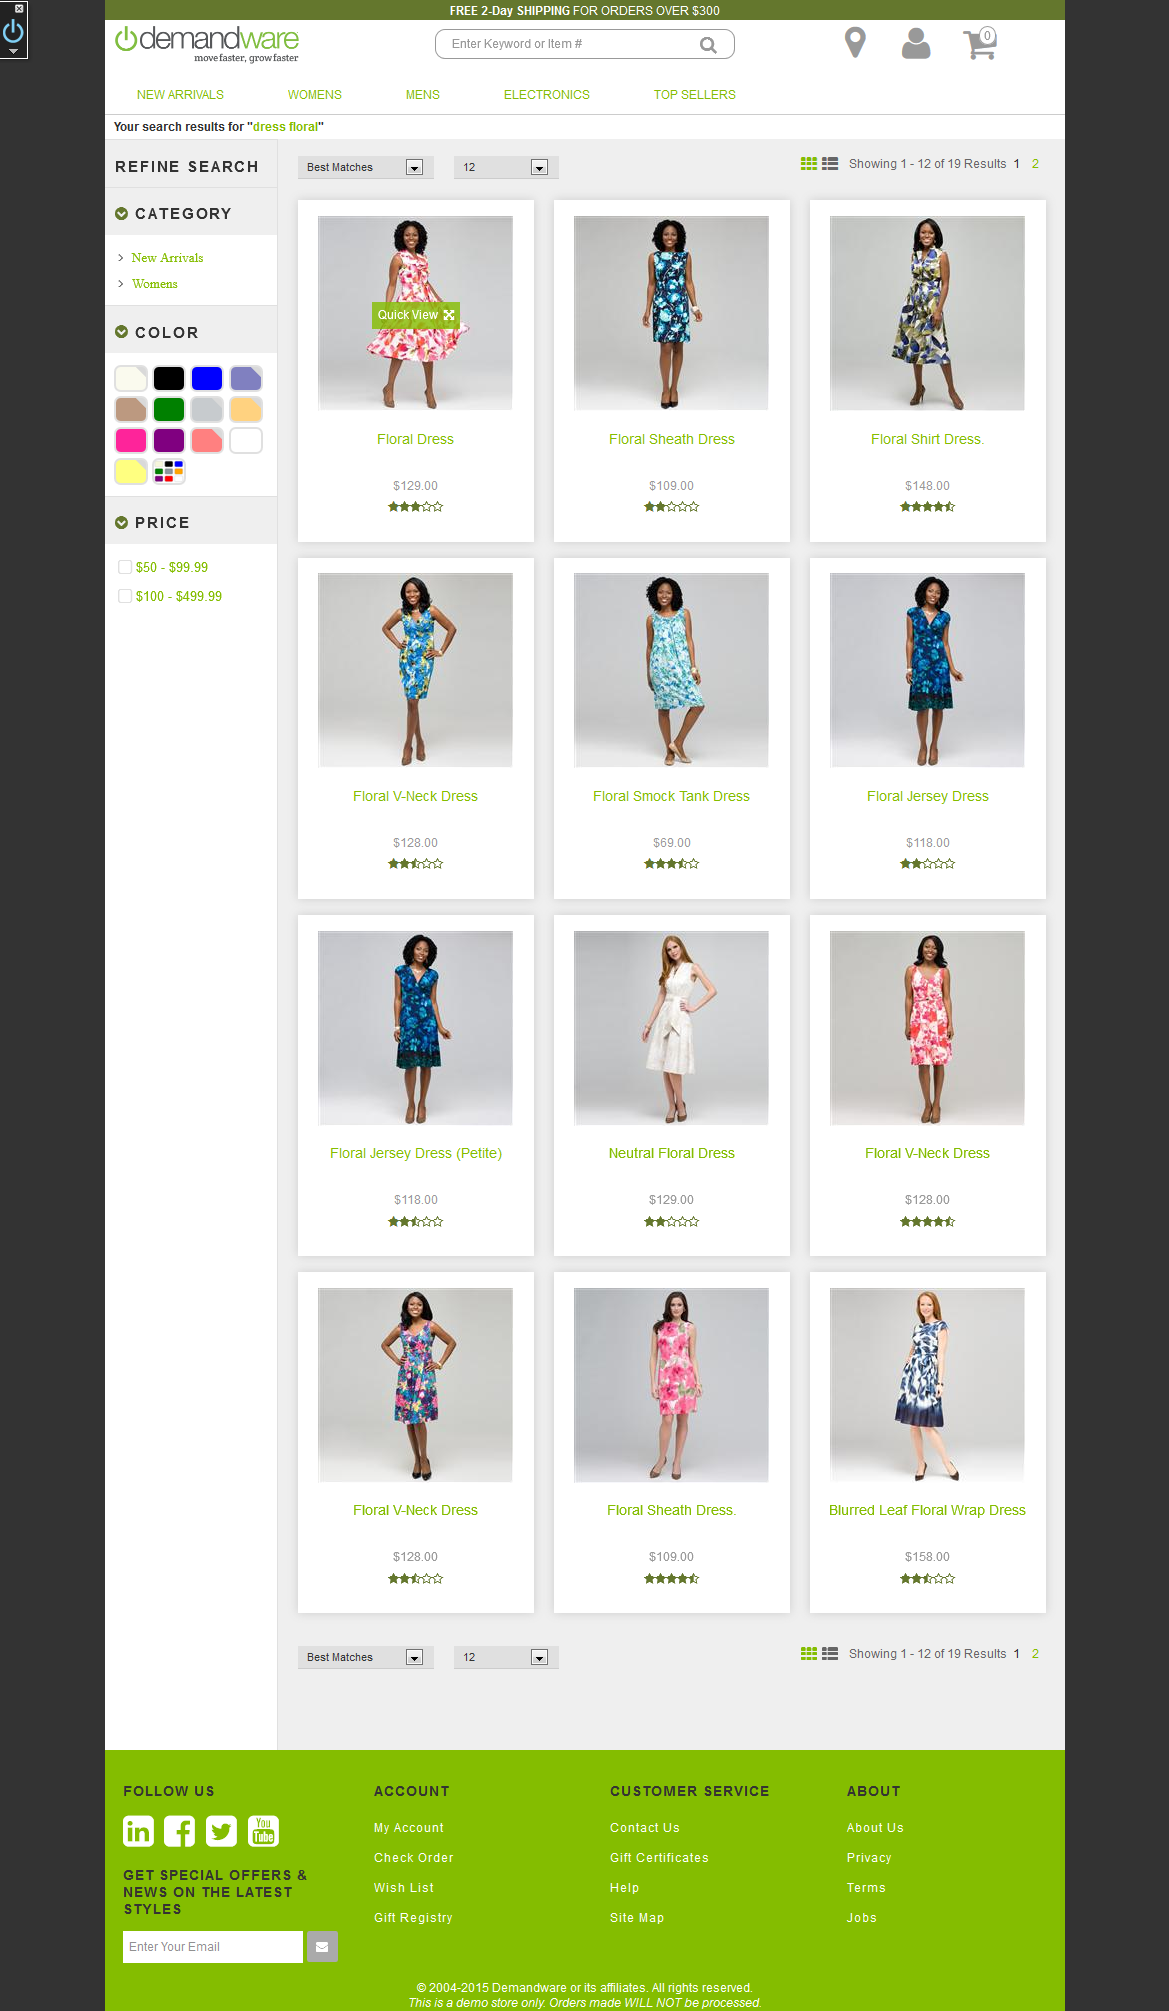 FREE 2-Day SHIPPING FOR ORDERS OVER $300
demandware
move faster, grow faster
Enter Keyword or Item #
0
NEW ARRIVALS WOMENS MENS ELECTRONICS TOP SELLERS
Your search results for "dress floral"
REFINE SEARCH
CATEGORY
New Arrivals
Womens
COLOR
PRICE
$50 - $99.99
$100 - $499.99
Best Matches 12 Showing 1 - 12 of 19 Results 1 2
Quick View
Floral Dress
$129.00
Floral Sheath Dress
$109.00
Floral Shirt Dress.
$148.00
Floral V-Neck Dress
$128.00
Floral Smock Tank Dress
$69.00
Floral Jersey Dress
$118.00
Floral Jersey Dress (Petite)
$118.00
Neutral Floral Dress
$129.00
Floral V-Neck Dress
$128.00
Floral V-Neck Dress
$128.00
Floral Sheath Dress.
$109.00
Blurred Leaf Floral Wrap Dress
$158.00
Best Matches 12 Showing 1 - 12 of 19 Results 1 2
FOLLOW US
in
You
Tube
GET SPECIAL OFFERS &
NEWS ON THE LATEST
STYLES
Enter Your Email
ACCOUNT
My Account
Check Order
Wish List
Gift Registry
CUSTOMER SERVICE
Contact Us
Gift Certificates
Help
Site Map
ABOUT
About Us
Privacy
Terms
Jobs
© 2004-2015 Demandware or its affiliates. All rights reserved.
This is a demo store only. Orders made WILL NOT be processed.